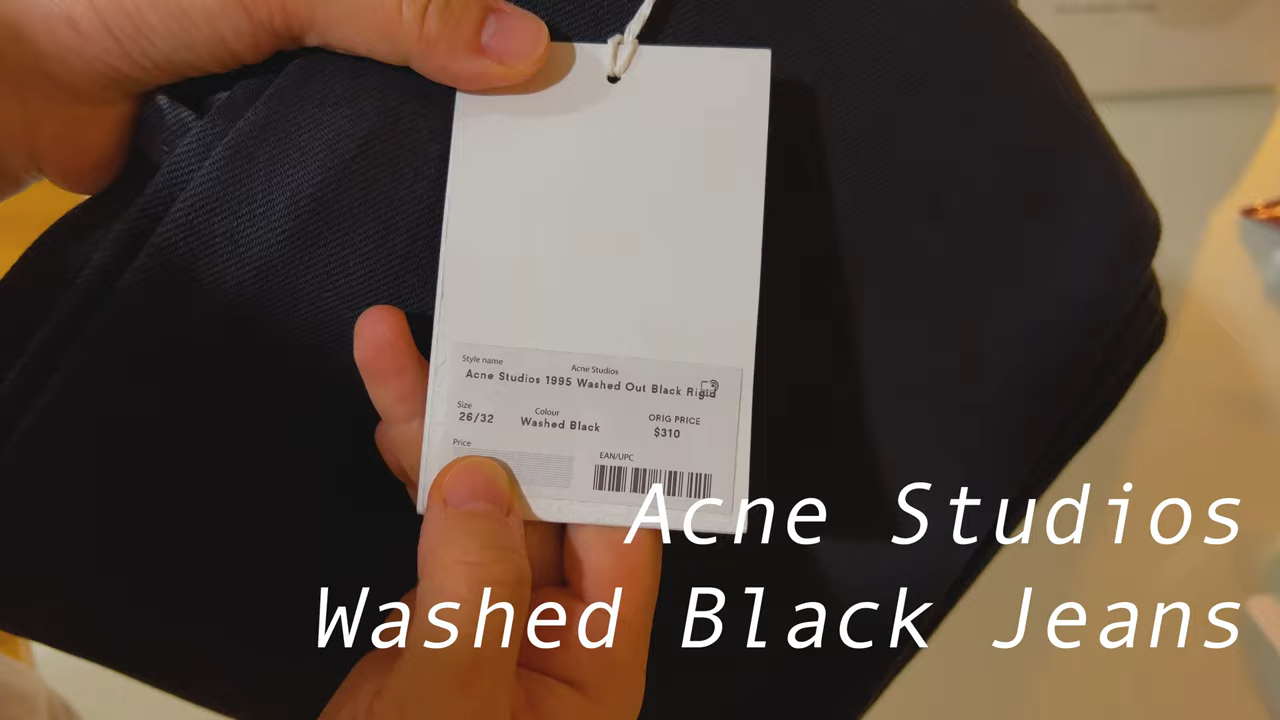 Style name
Acne Studios
Acne Studios 1995 Washed Out Black Rigid
Size
26/32
Colour
Washed Black
ORIG PRICE
$310
Price
EAN/UPC
Acne Studios
Washed Black Jeans